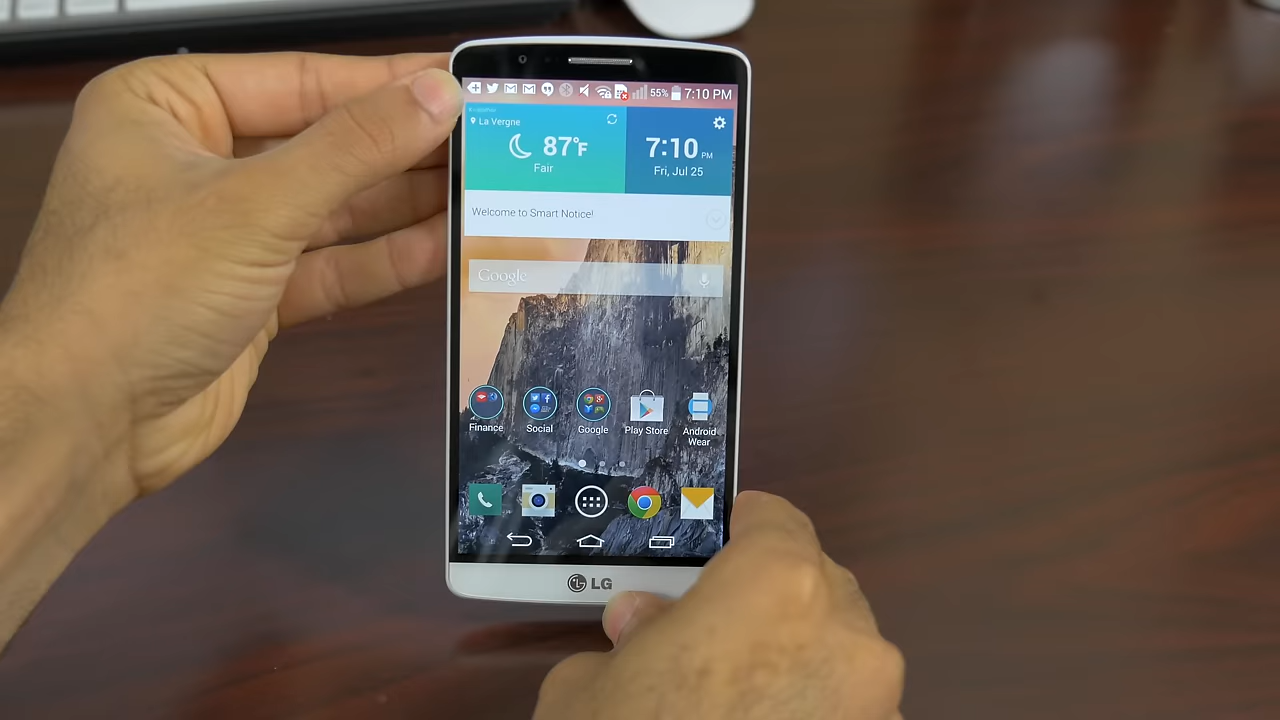 55% 7:10 PM
La Vergne
87°F
Fair
7:10 PM
Fri, Jul 25
Welcome to Smart Notice!
Google
Finance
Social
Google
Play Store
Android
Wear
LG